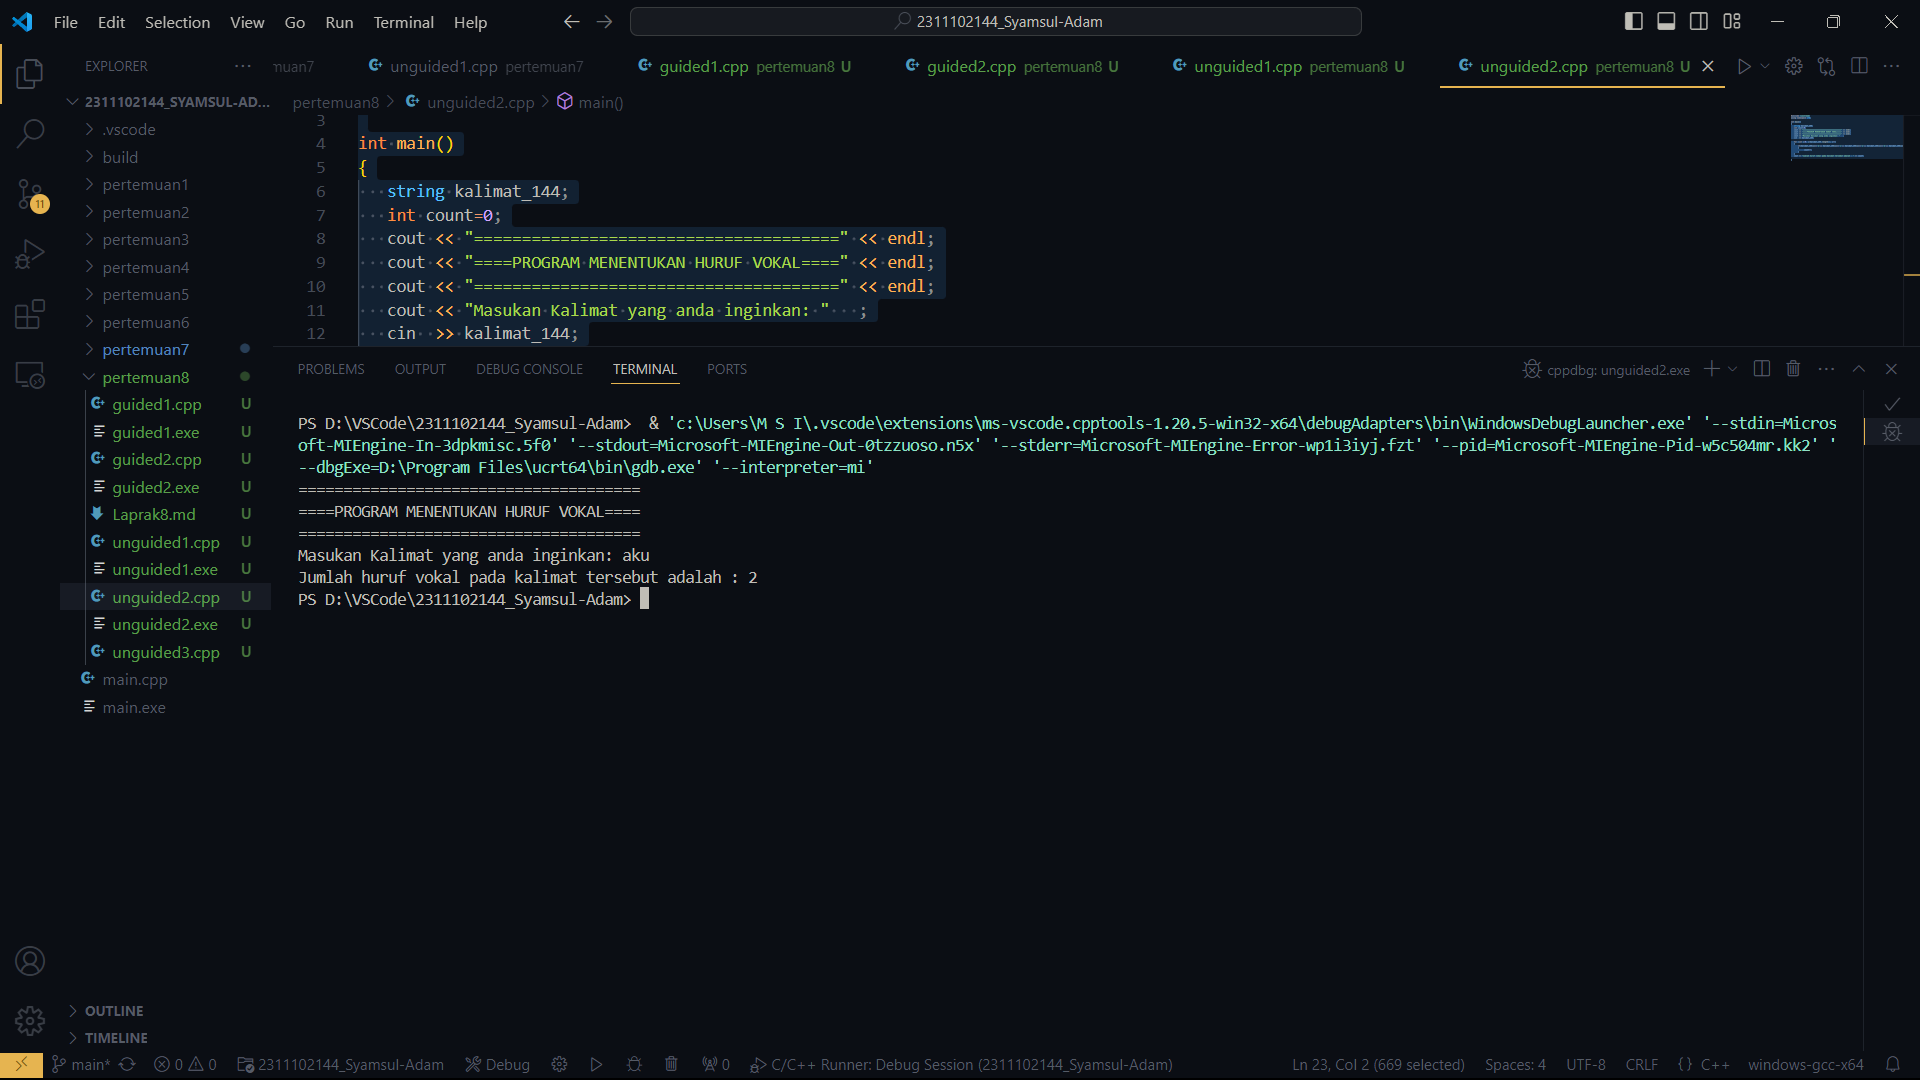 File Edit Selection View Go Run Terminal Help
2311102144_Syamsul-Adam
EXPLORER
muan7
unguided1.cpp pertemuan7
guided1.cpp pertemuan8 U
guided2.cpp pertemuan8 U
unguided1.cpp pertemuan8 U
unguided2.cpp pertemuan8 U
2311102144_SYAMSUL-AD...
.vscode
build
pertemuan1
pertemuan2
pertemuan3
pertemuan4
pertemuan5
pertemuan6
pertemuan7
pertemuan8
guided1.cpp U
guided1.exe U
guided2.cpp U
guided2.exe U
Laprak8.md U
unguided1.cpp U
unguided1.exe U
unguided2.cpp U
unguided2.exe U
unguided3.cpp U
main.cpp
main.exe
11
OUTLINE
TIMELINE
pertemuan8 > unguided2.cpp > main()
3
4 int main()
5 {
6 string kalimat_144;
7 int count=0;
8 cout << "======================================" << endl;
9 cout << "====PROGRAM MENENTUKAN HURUF VOKAL====" << endl;
10 cout << "======================================" << endl;
11 cout << "Masukan Kalimat yang anda inginkan: " ;
12 cin >> kalimat_144;
PROBLEMS OUTPUT DEBUG CONSOLE TERMINAL PORTS
cppdbg: unguided2.exe
PS D:\VSCode\2311102144_Syamsul-Adam> & 'c:\Users\M S I\.vscode\extensions\ms-vscode.cpptools-1.20.5-win32-x64\debugAdapters\bin\WindowsDebugLauncher.exe' '--stdin=Micros
oft-MIEngine-In-3dpkmisc.5f0' '--stdout=Microsoft-MIEngine-Out-0tzzuoso.n5x' '--stderr=Microsoft-MIEngine-Error-wp1i3iyj.fzt' '--pid=Microsoft-MIEngine-Pid-w5c504mr.kk2' '
--dbgExe=D:\Program Files\ucrt64\bin\gdb.exe' '--interpreter=mi'
======================================
====PROGRAM MENENTUKAN HURUF VOKAL====
======================================
Masukan Kalimat yang anda inginkan: aku
Jumlah huruf vokal pada kalimat tersebut adalah : 2
PS D:\VSCode\2311102144_Syamsul-Adam>
main* 0 0 2311102144_Syamsul-Adam Debug 0 C/C++ Runner: Debug Session (2311102144_Syamsul-Adam) Ln 23, Col 2 (669 selected) Spaces: 4 UTF-8 CRLF {} C++ windows-gcc-x64